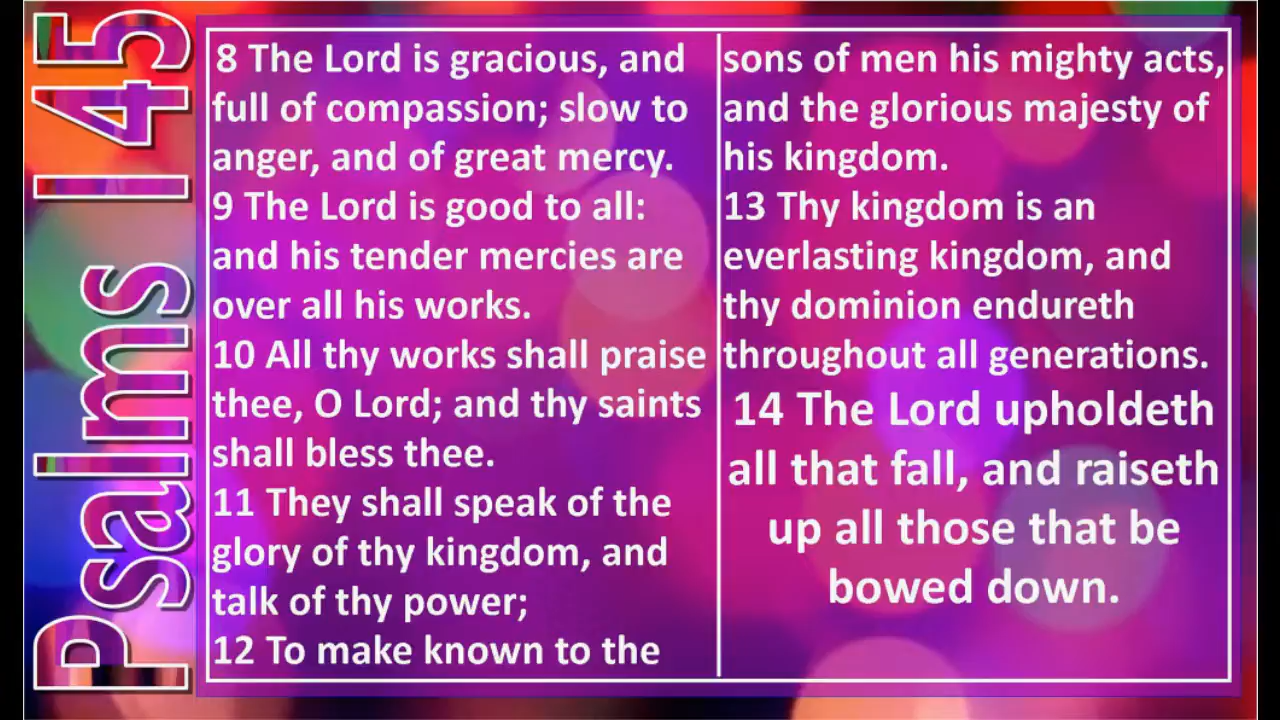 Psalms 145
8 The Lord is gracious, and
full of compassion; slow to
anger, and of great mercy.
9 The Lord is good to all:
and his tender mercies are
over all his works.
10 All thy works shall praise
thee, O Lord; and thy saints
shall bless thee.
11 They shall speak of the
glory of thy kingdom, and
talk of thy power;
12 To make known to the
sons of men his mighty acts,
and the glorious majesty of
his kingdom.
13 Thy kingdom is an
everlasting kingdom, and
thy dominion endureth
throughout all generations.
14 The Lord upholdeth
all that fall, and raiseth
up all those that be
bowed down.